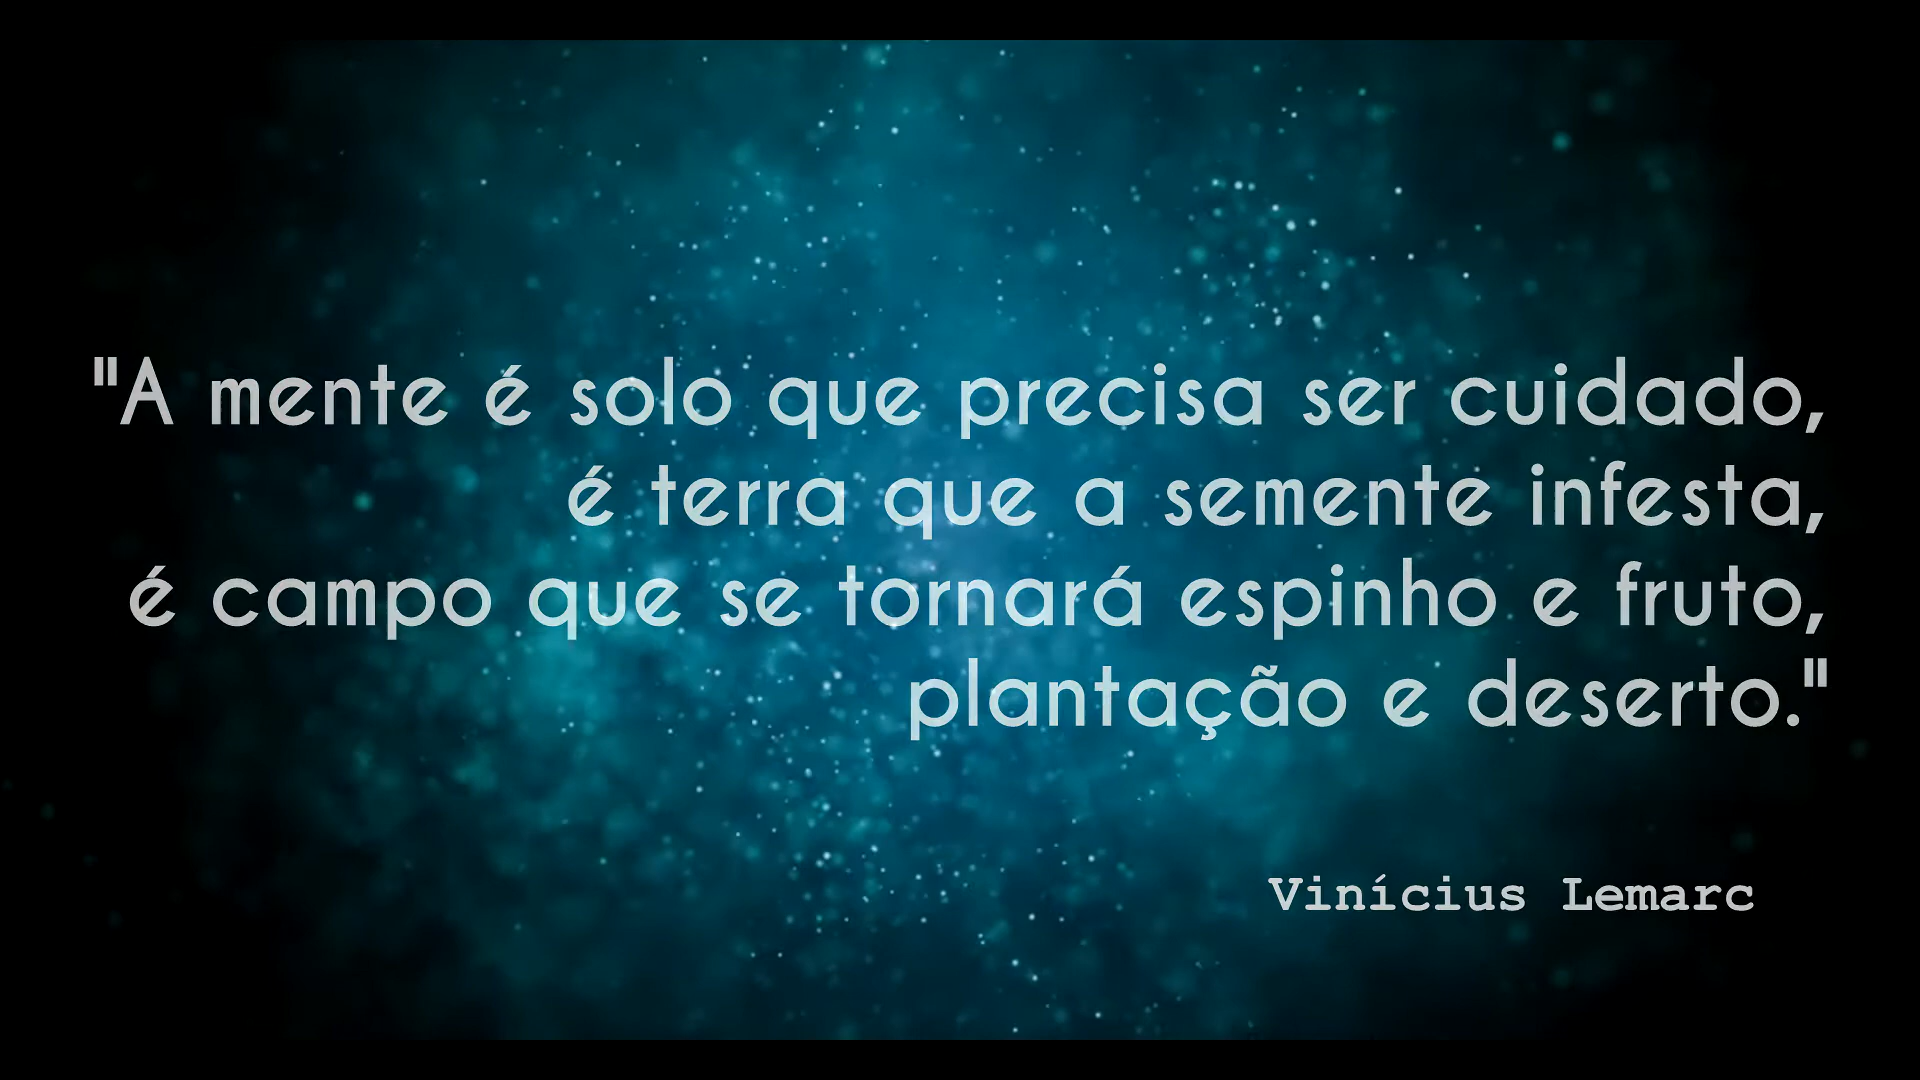 "A mente é solo que precisa ser cuidado,
é terra que a semente infesta,
é campo que se tornará espinho e fruto,
plantação e deserto."
Vinícius Lemarc